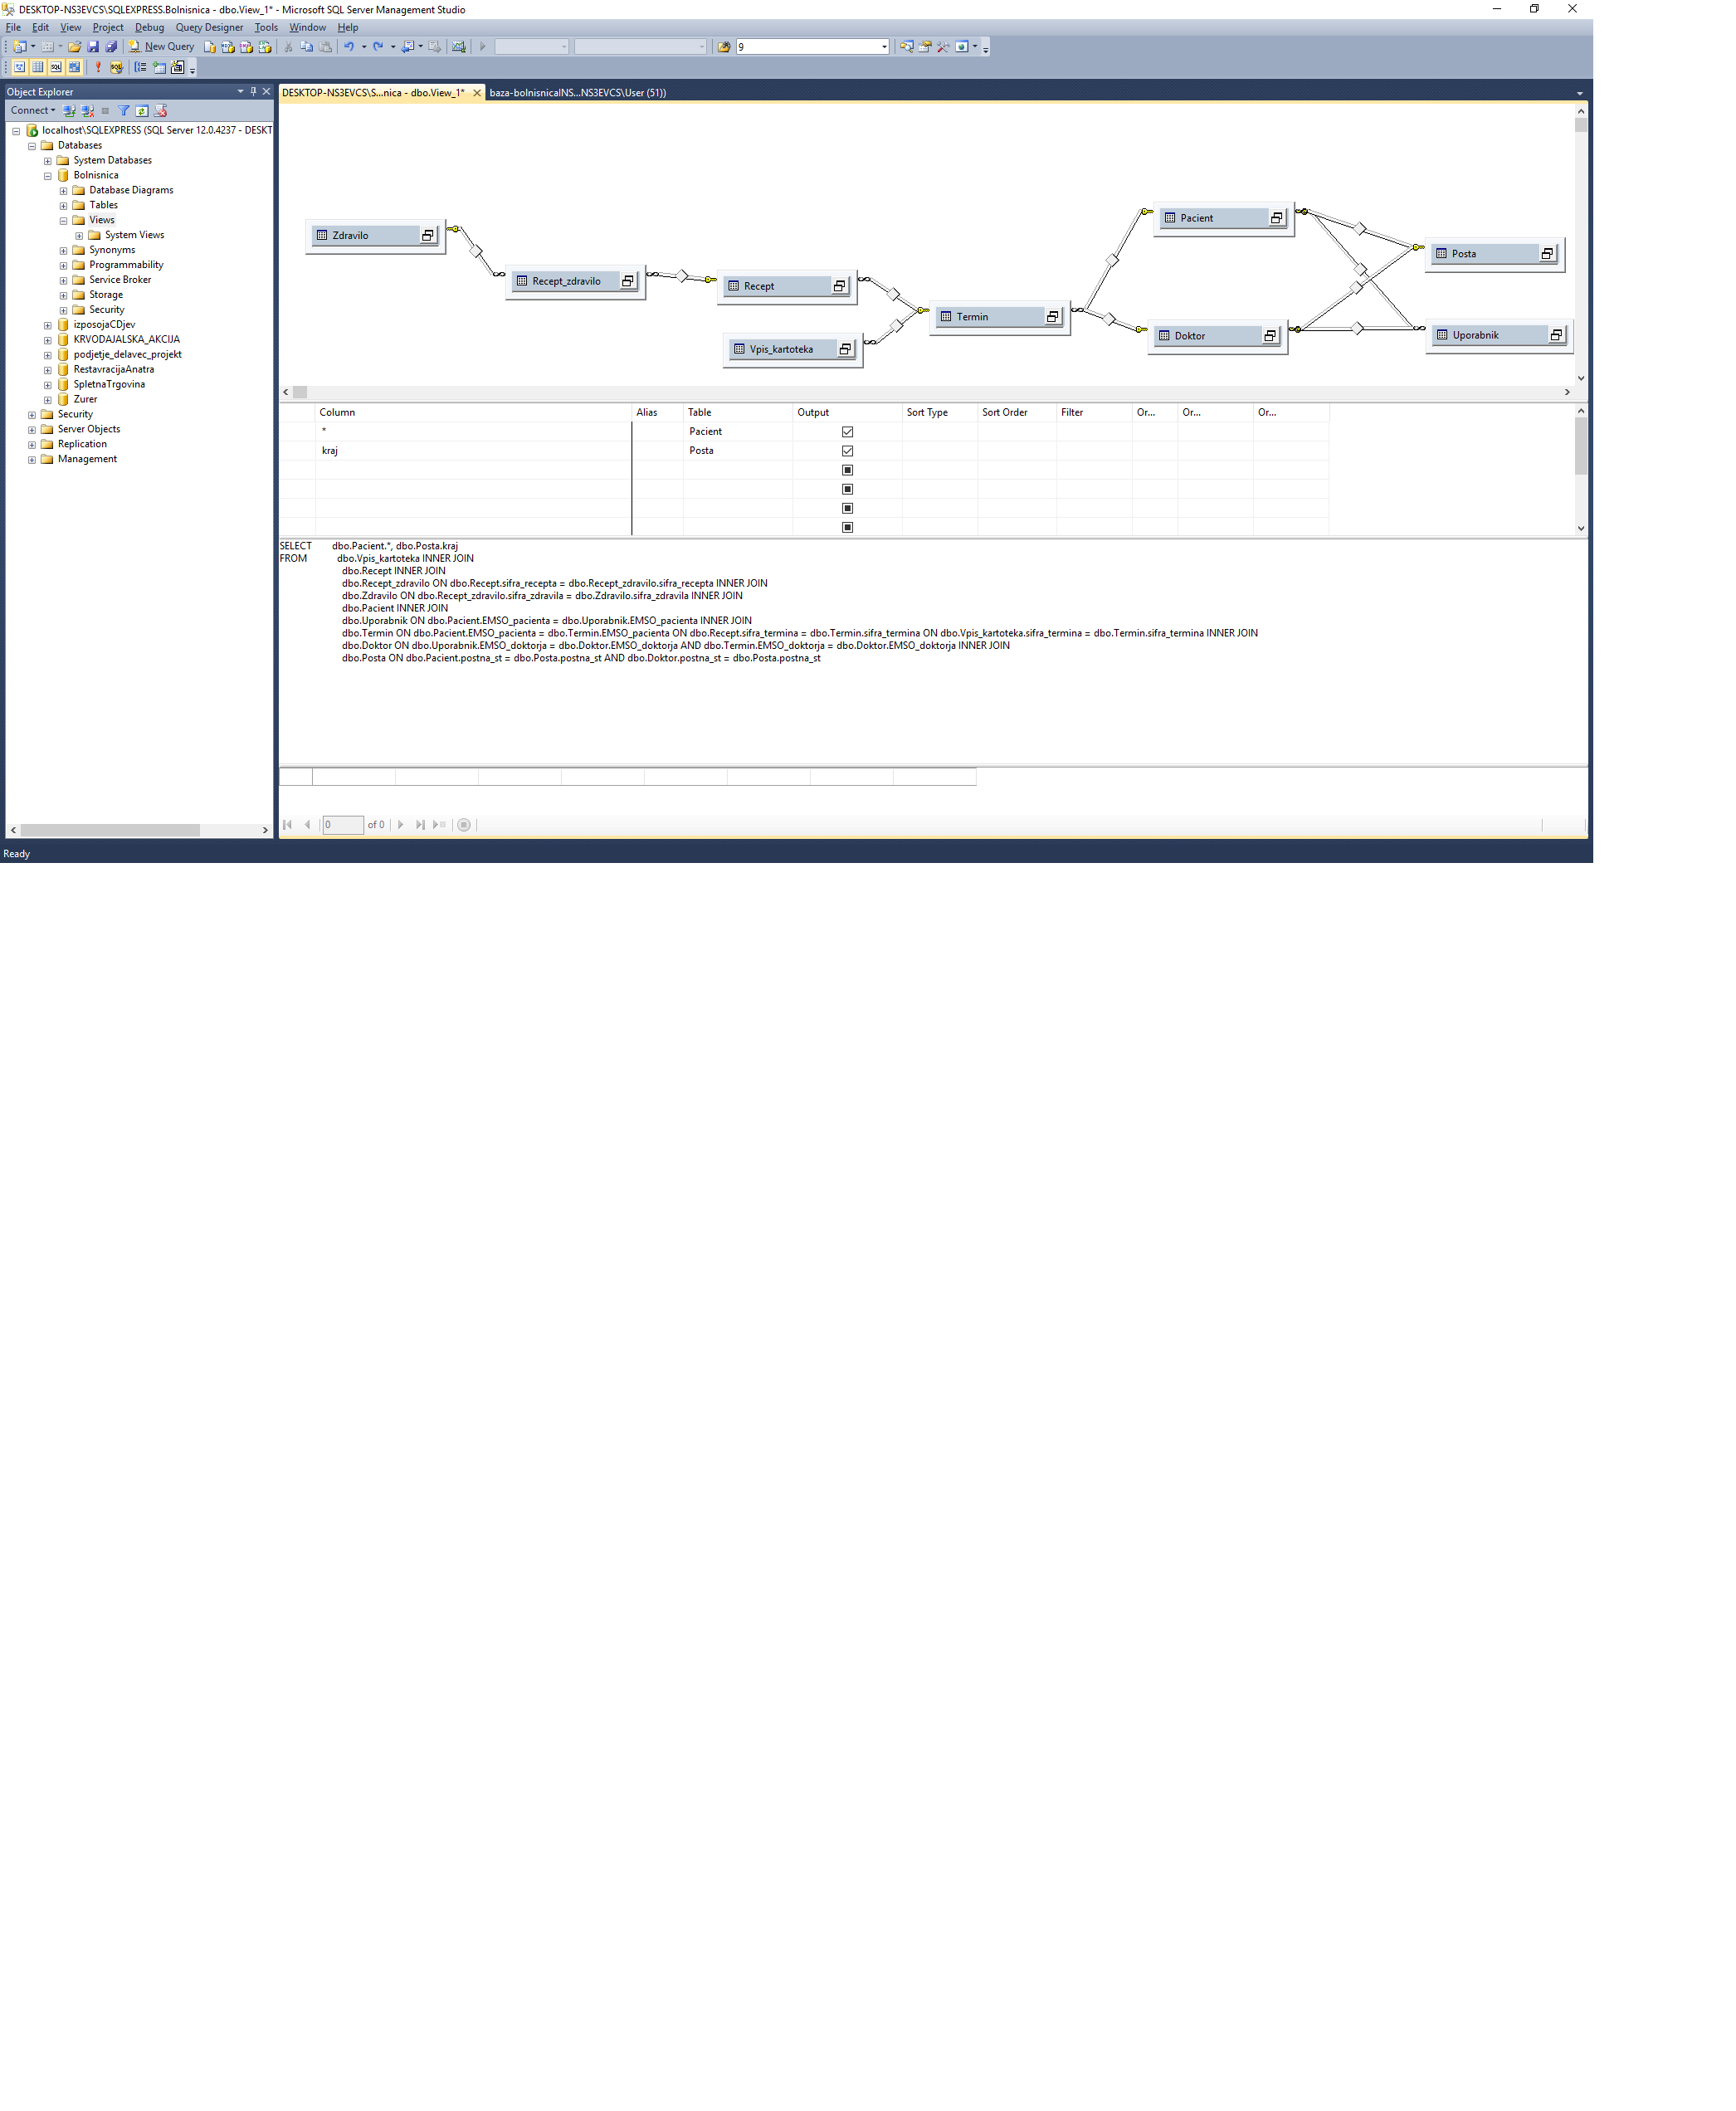 DESKTOP-NS3EVCS\SQLEXPRESS.Bolnisnica - dbo.View_1* - Microsoft SQL Server Management Studio
File Edit View Project Debug Query Designer Tools Window Help
New Query 9
Object Explorer
Connect
localhost\SQLEXPRESS (SQL Server 12.0.4237 - DESKT
Databases
System Databases
Bolnisnica
Database Diagrams
Tables
Views
System Views
Synonyms
Programmability
Service Broker
Storage
Security
izposojaCDjev
KRVODAJALSKA_AKCIJA
podjetje_delavec_projekt
RestavracijaAnatra
SpletnaTrgovina
Zurer
Security
Server Objects
Replication
Management
DESKTOP-NS3EVCS\S...nica - dbo.View_1* baza-bolnisnicalNS...NS3EVCS\User (51))
Zdravilo
Recept_zdravilo
Recept
Vpis_kartoteka
Termin
Pacient
Doktor
Posta
Uporabnik
Column Alias Table Output Sort Type Sort Order Filter Or... Or... Or...
* Pacient
kraj Posta
SELECT dbo.Pacient.*, dbo.Posta.kraj
FROM dbo.Vpis_kartoteka INNER JOIN
dbo.Recept INNER JOIN
dbo.Recept_zdravilo ON dbo.Recept.sifra_recepta = dbo.Recept_zdravilo.sifra_recepta INNER JOIN
dbo.Zdravilo ON dbo.Recept_zdravilo.sifra_zdravila = dbo.Zdravilo.sifra_zdravila INNER JOIN
dbo.Pacient INNER JOIN
dbo.Uporabnik ON dbo.Pacient.EMSO_pacienta = dbo.Uporabnik.EMSO_pacienta INNER JOIN
dbo.Termin ON dbo.Pacient.EMSO_pacienta = dbo.Termin.EMSO_pacienta ON dbo.Recept.sifra_termina = dbo.Termin.sifra_termina ON dbo.Vpis_kartoteka.sifra_termina = dbo.Termin.sifra_termina INNER JOIN
dbo.Doktor ON dbo.Uporabnik.EMSO_doktorja = dbo.Doktor.EMSO_doktorja AND dbo.Termin.EMSO_doktorja = dbo.Doktor.EMSO_doktorja INNER JOIN
dbo.Posta ON dbo.Pacient.postna_st = dbo.Posta.postna_st AND dbo.Doktor.postna_st = dbo.Posta.postna_st
0 of 0
Ready